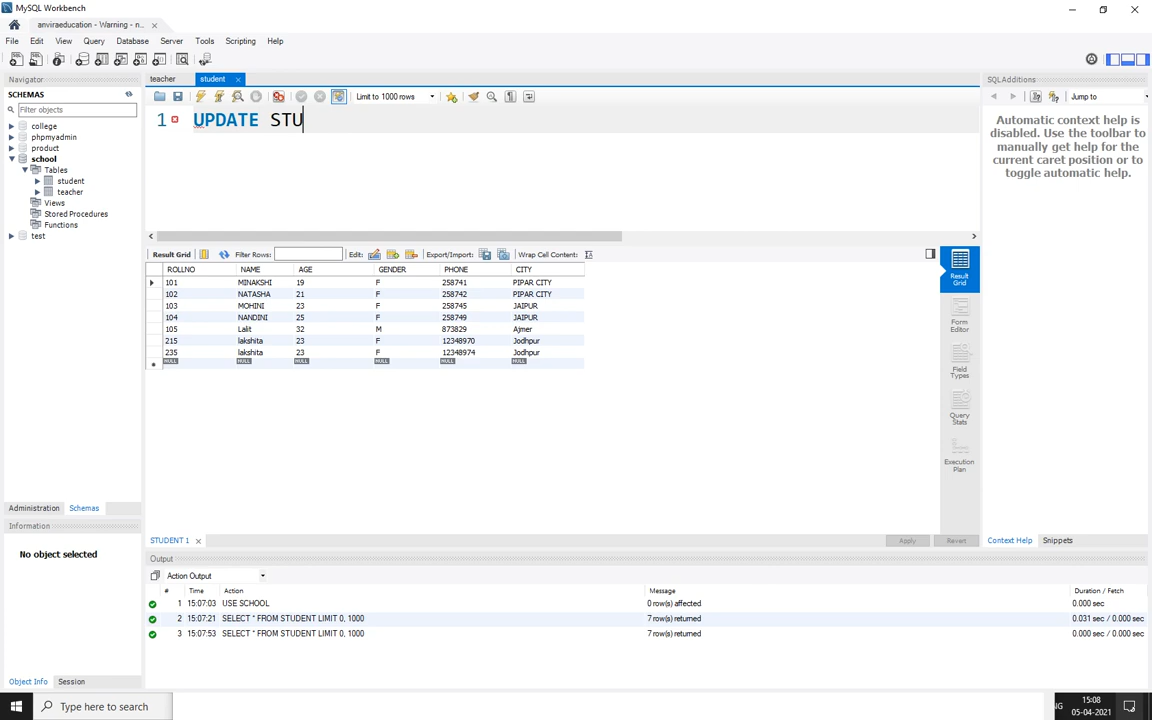 MySQL Workbench
anviraeducation - Warning - n...
File Edit View Query Database Server Tools Scripting Help
Navigator
SCHEMAS
Filter objects
college
phpmyadmin
product
school
Tables
student
teacher
Views
Stored Procedures
Functions
test
Administration Schemas
Information
No object selected
Object Info Session
teacher student
Limit to 1000 rows
1 UPDATE STU
Result Grid Filter Rows: Edit: Export/Import: Wrap Cell Content:
ROLLNO NAME AGE GENDER PHONE CITY
101 MINAKSHI 19 F 258741 PIPAR CITY
102 NATASHA 21 F 258742 PIPAR CITY
103 MOHINI 23 F 258745 JAIPUR
104 NANDINI 25 F 258749 JAIPUR
105 Lalit 32 M 873829 Ajmer
215 lakshita 23 F 12348970 Jodhpur
235 lakshita 23 F 12348974 Jodhpur
NULL NULL NULL NULL NULL NULL
Result Grid
Form Editor
Field Types
Query Stats
Execution Plan
STUDENT 1
Apply Revert
Output
Action Output
# Time Action Message Duration / Fetch
1 15:07:03 USE SCHOOL 0 row(s) affected 0.000 sec
2 15:07:21 SELECT * FROM STUDENT LIMIT 0, 1000 7 row(s) returned 0.031 sec / 0.000 sec
3 15:07:53 SELECT * FROM STUDENT LIMIT 0, 1000 7 row(s) returned 0.000 sec / 0.000 sec
SQLAdditions
Jump to
Automatic context help is
disabled. Use the toolbar to
manually get help for the
current caret position or to
toggle automatic help.
Context Help Snippets
Type here to search
15:08
05-04-2021